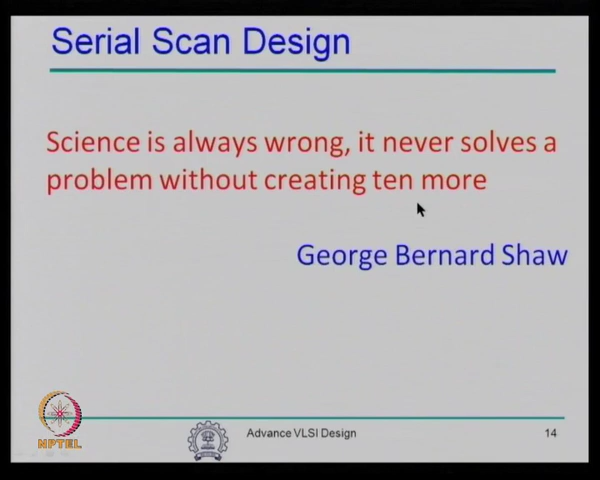 Serial Scan Design
Science is always wrong, it never solves a
problem without creating ten more
George Bernard Shaw
NPTEL
Advance VLSI Design
14